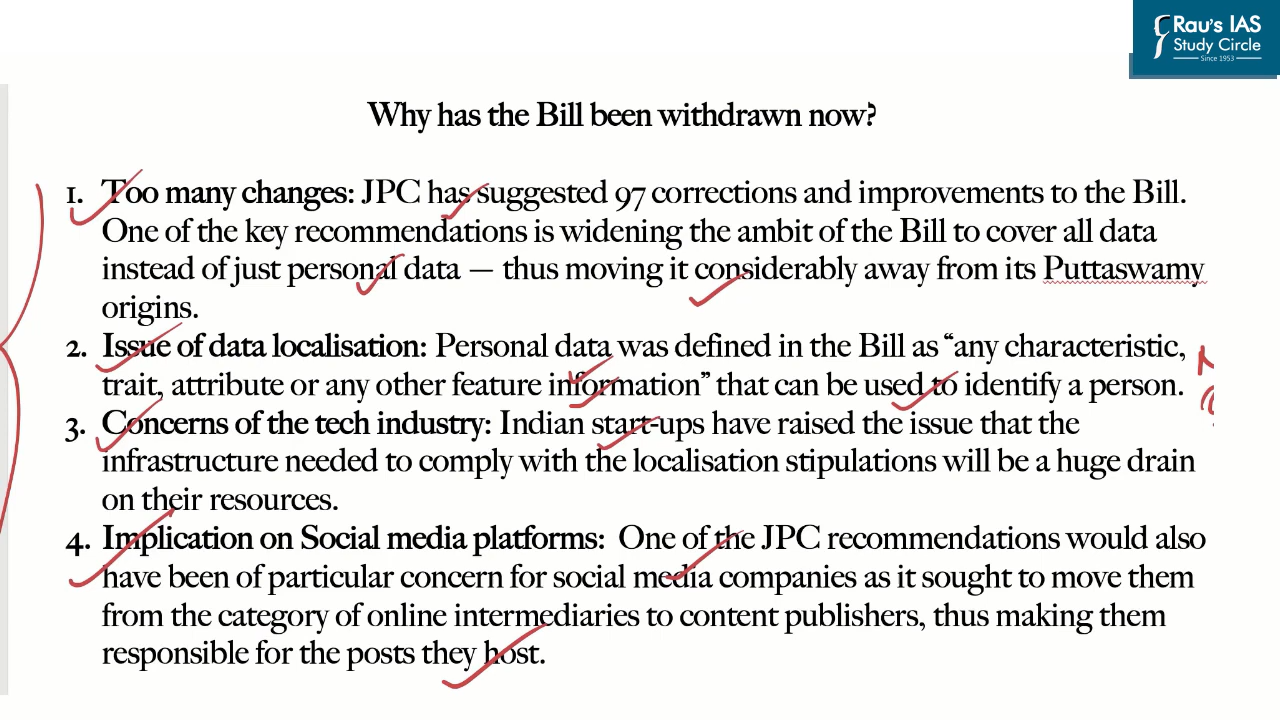 Rau's IAS
Study Circle
Since 1953
Why has the Bill been withdrawn now?
1. Too many changes: JPC has suggested 97 corrections and improvements to the Bill.
One of the key recommendations is widening the ambit of the Bill to cover all data
instead of just personal data — thus moving it considerably away from its Puttaswamy
origins.
2. Issue of data localisation: Personal data was defined in the Bill as “any characteristic,
trait, attribute or any other feature information” that can be used to identify a person.
3. Concerns of the tech industry: Indian start-ups have raised the issue that the
infrastructure needed to comply with the localisation stipulations will be a huge drain
on their resources.
4. Implication on Social media platforms: One of the JPC recommendations would also
have been of particular concern for social media companies as it sought to move them
from the category of online intermediaries to content publishers, thus making them
responsible for the posts they host.